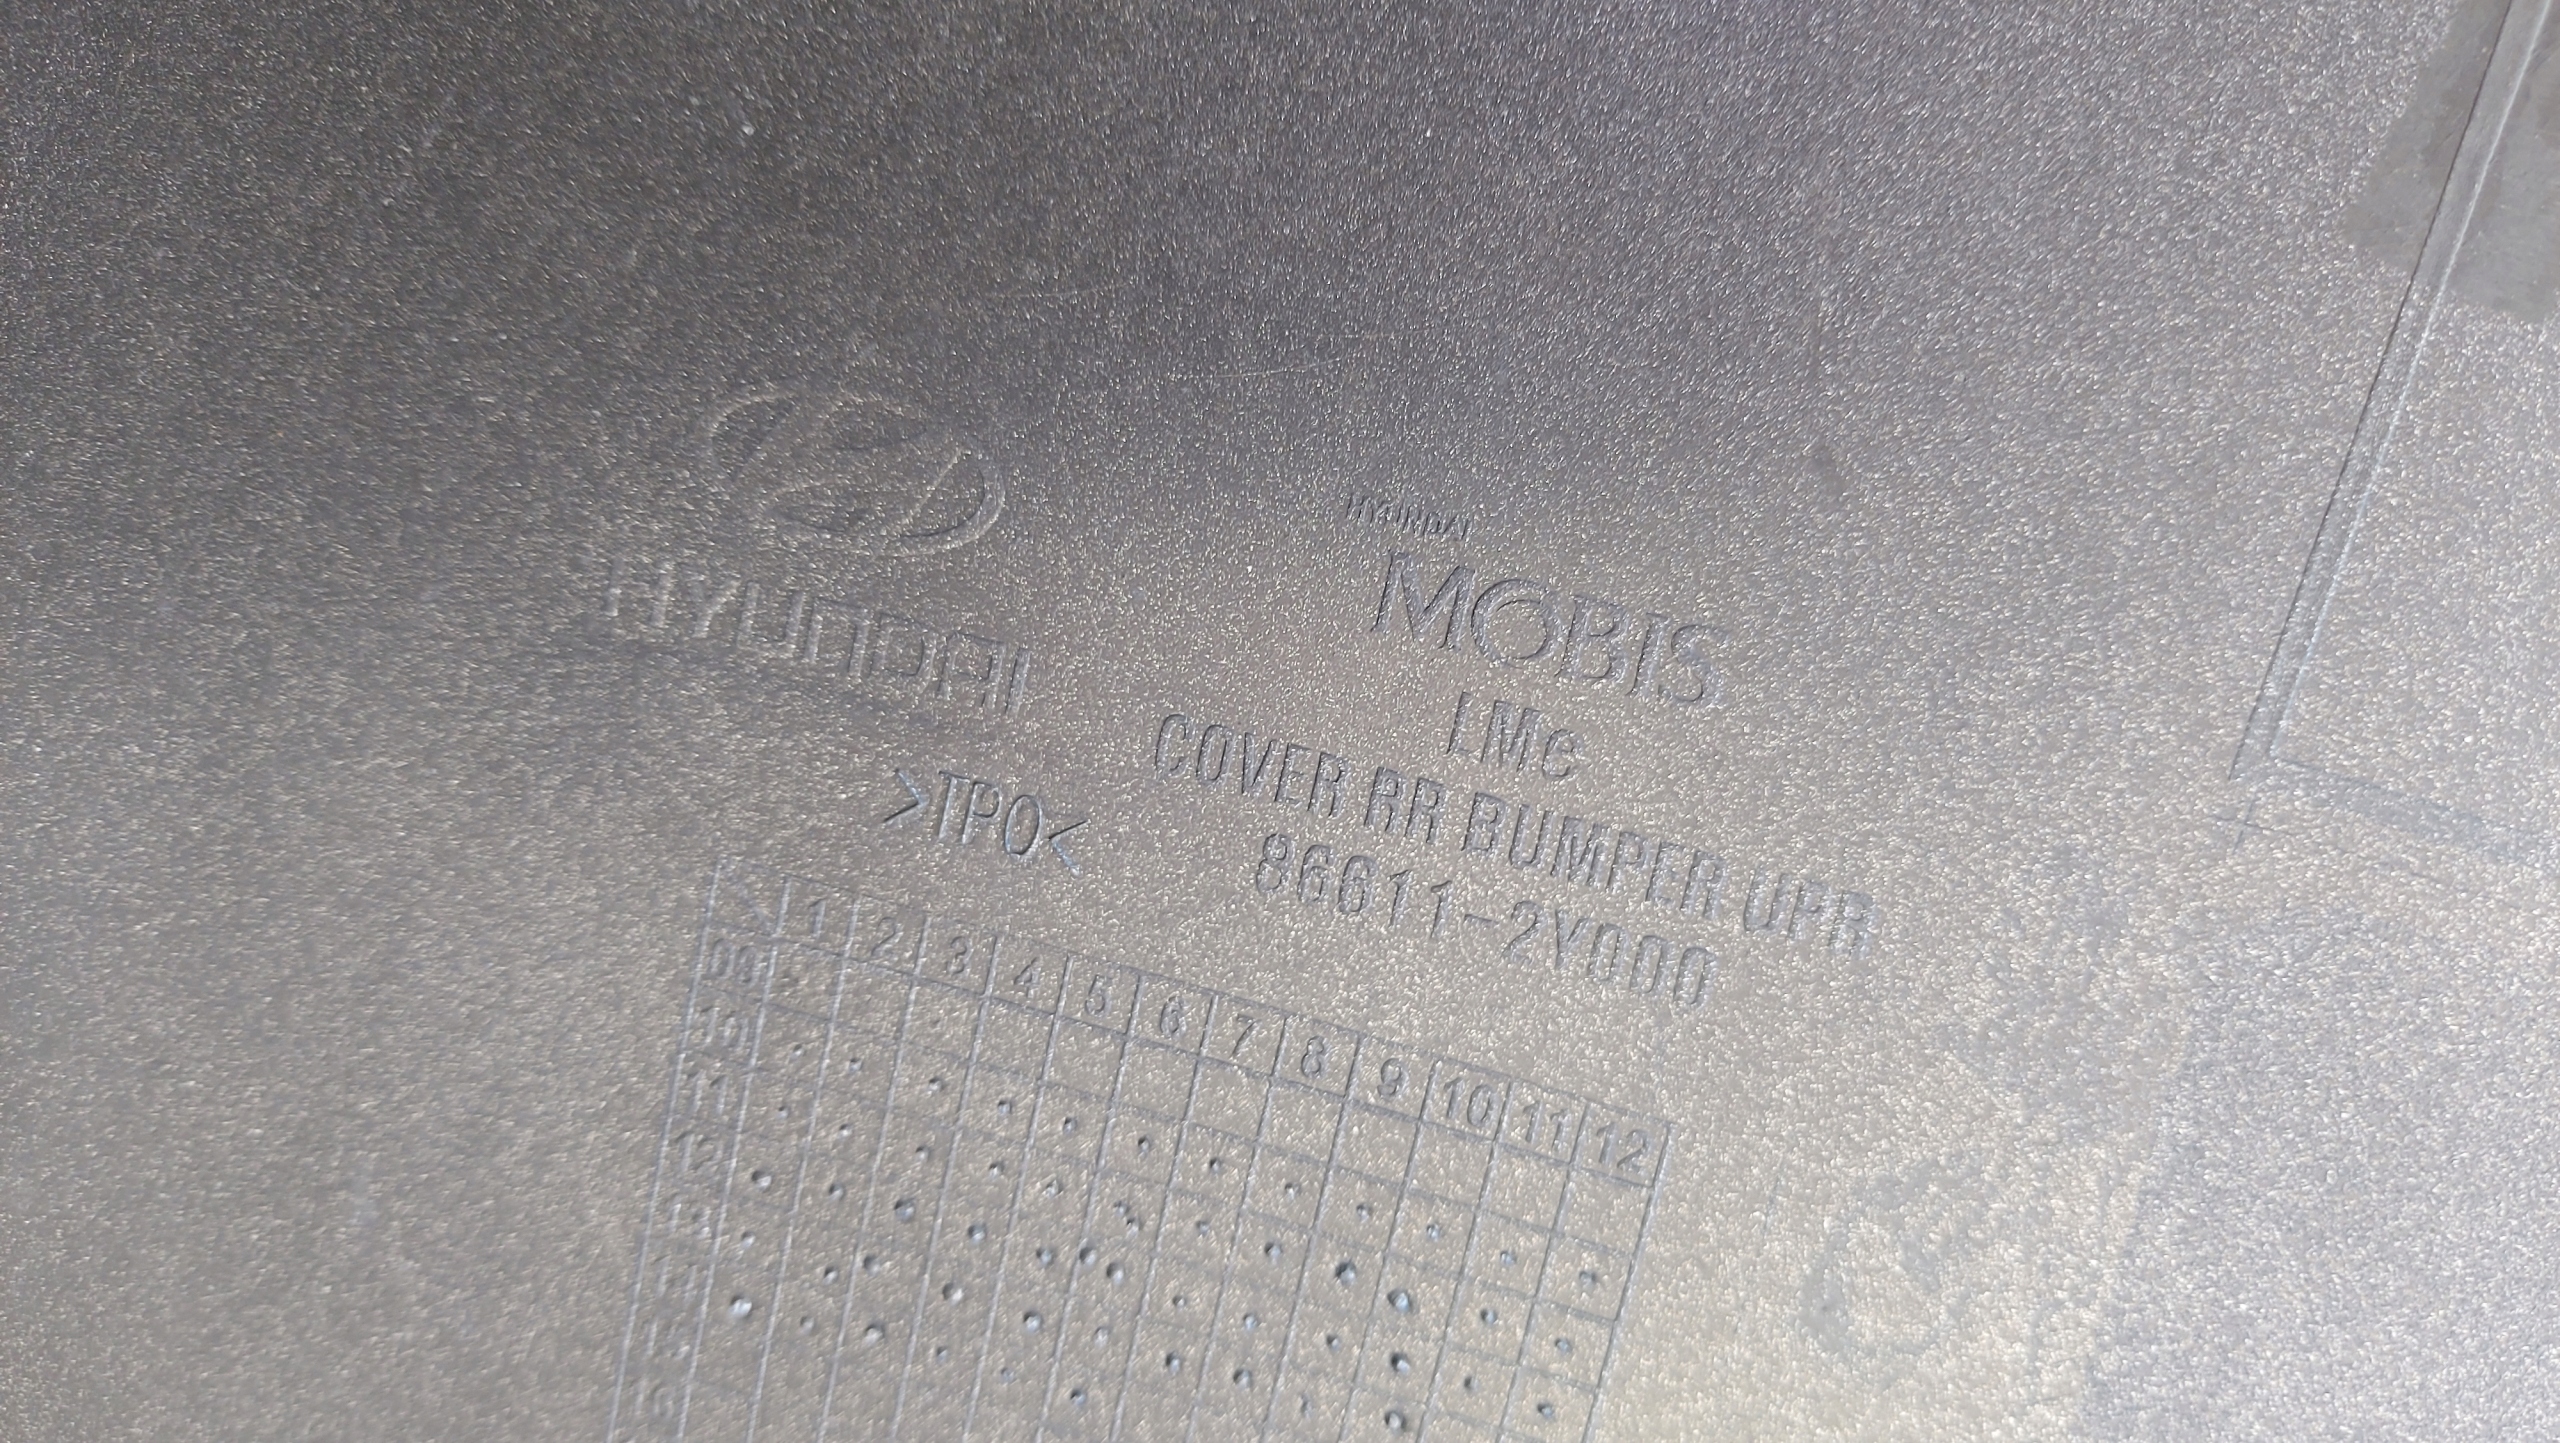 HYUNDAI
HYUNDAI
MOBIS
LMe
COVER RR BUMPER UPR
86611-2Y000
>TPO<
1 2 3 4 5 6 7 8 9 10 11 12
09
10
11
12
13